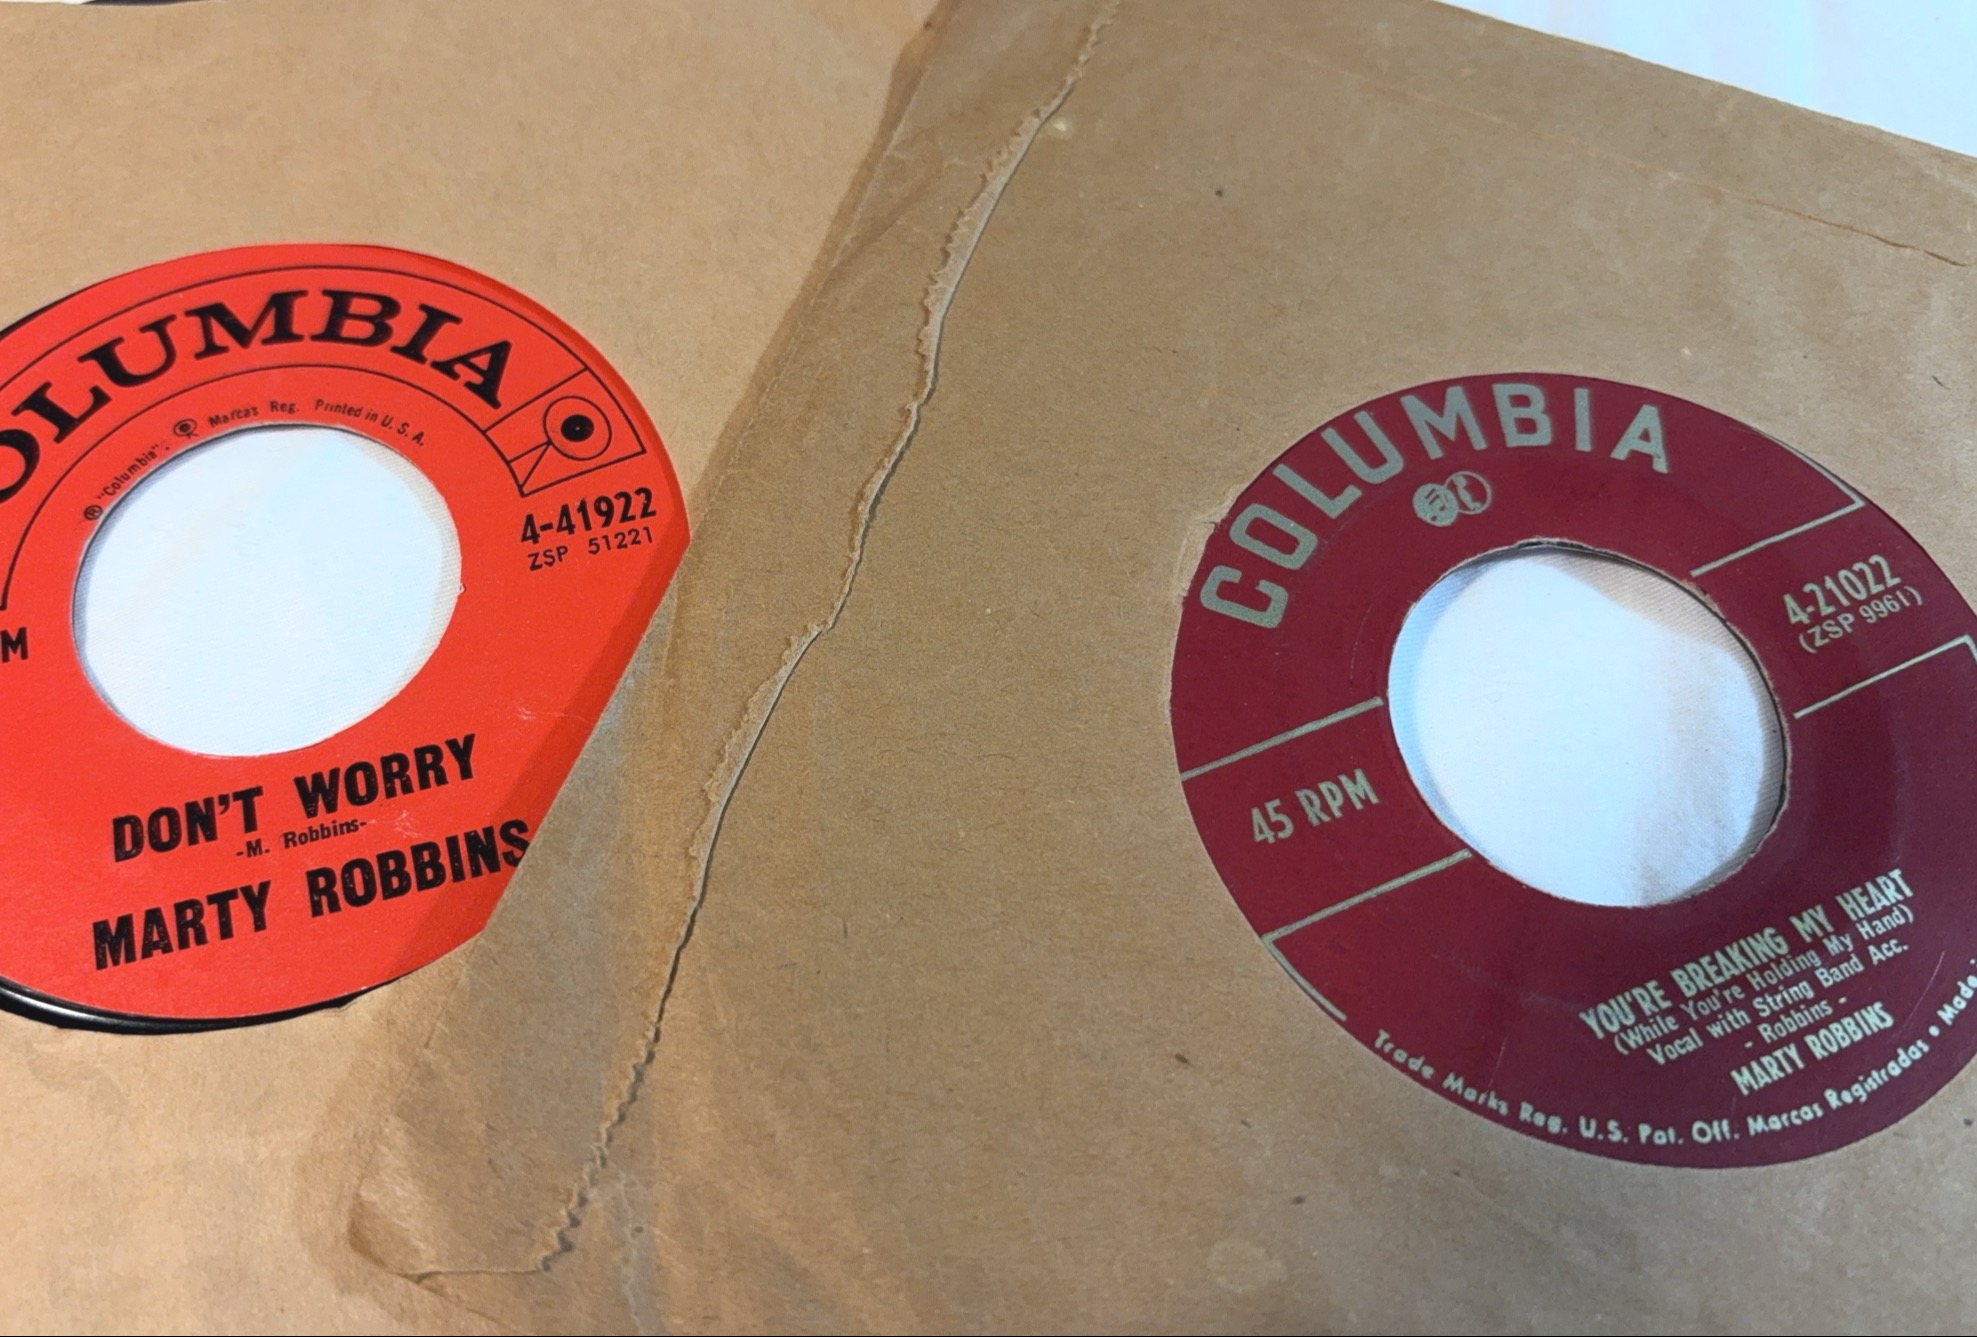 OLUMBIA
® "Columbia", Marcas Reg. Printed in U. S. A.
4-41922
ZSP 51221
M
DON'T WORRY
-M. Robbins-
MARTY ROBBINS
COLUMBIA
4-21022
(ZSP 9961)
45 RPM
YOU'RE BREAKING MY HEART
(While You're Holding My Hand)
Vocal with String Band Acc.
- Robbins -
MARTY ROBBINS
Trade Marks Reg. U.S. Pat. Off. Marcas Registradas • Made